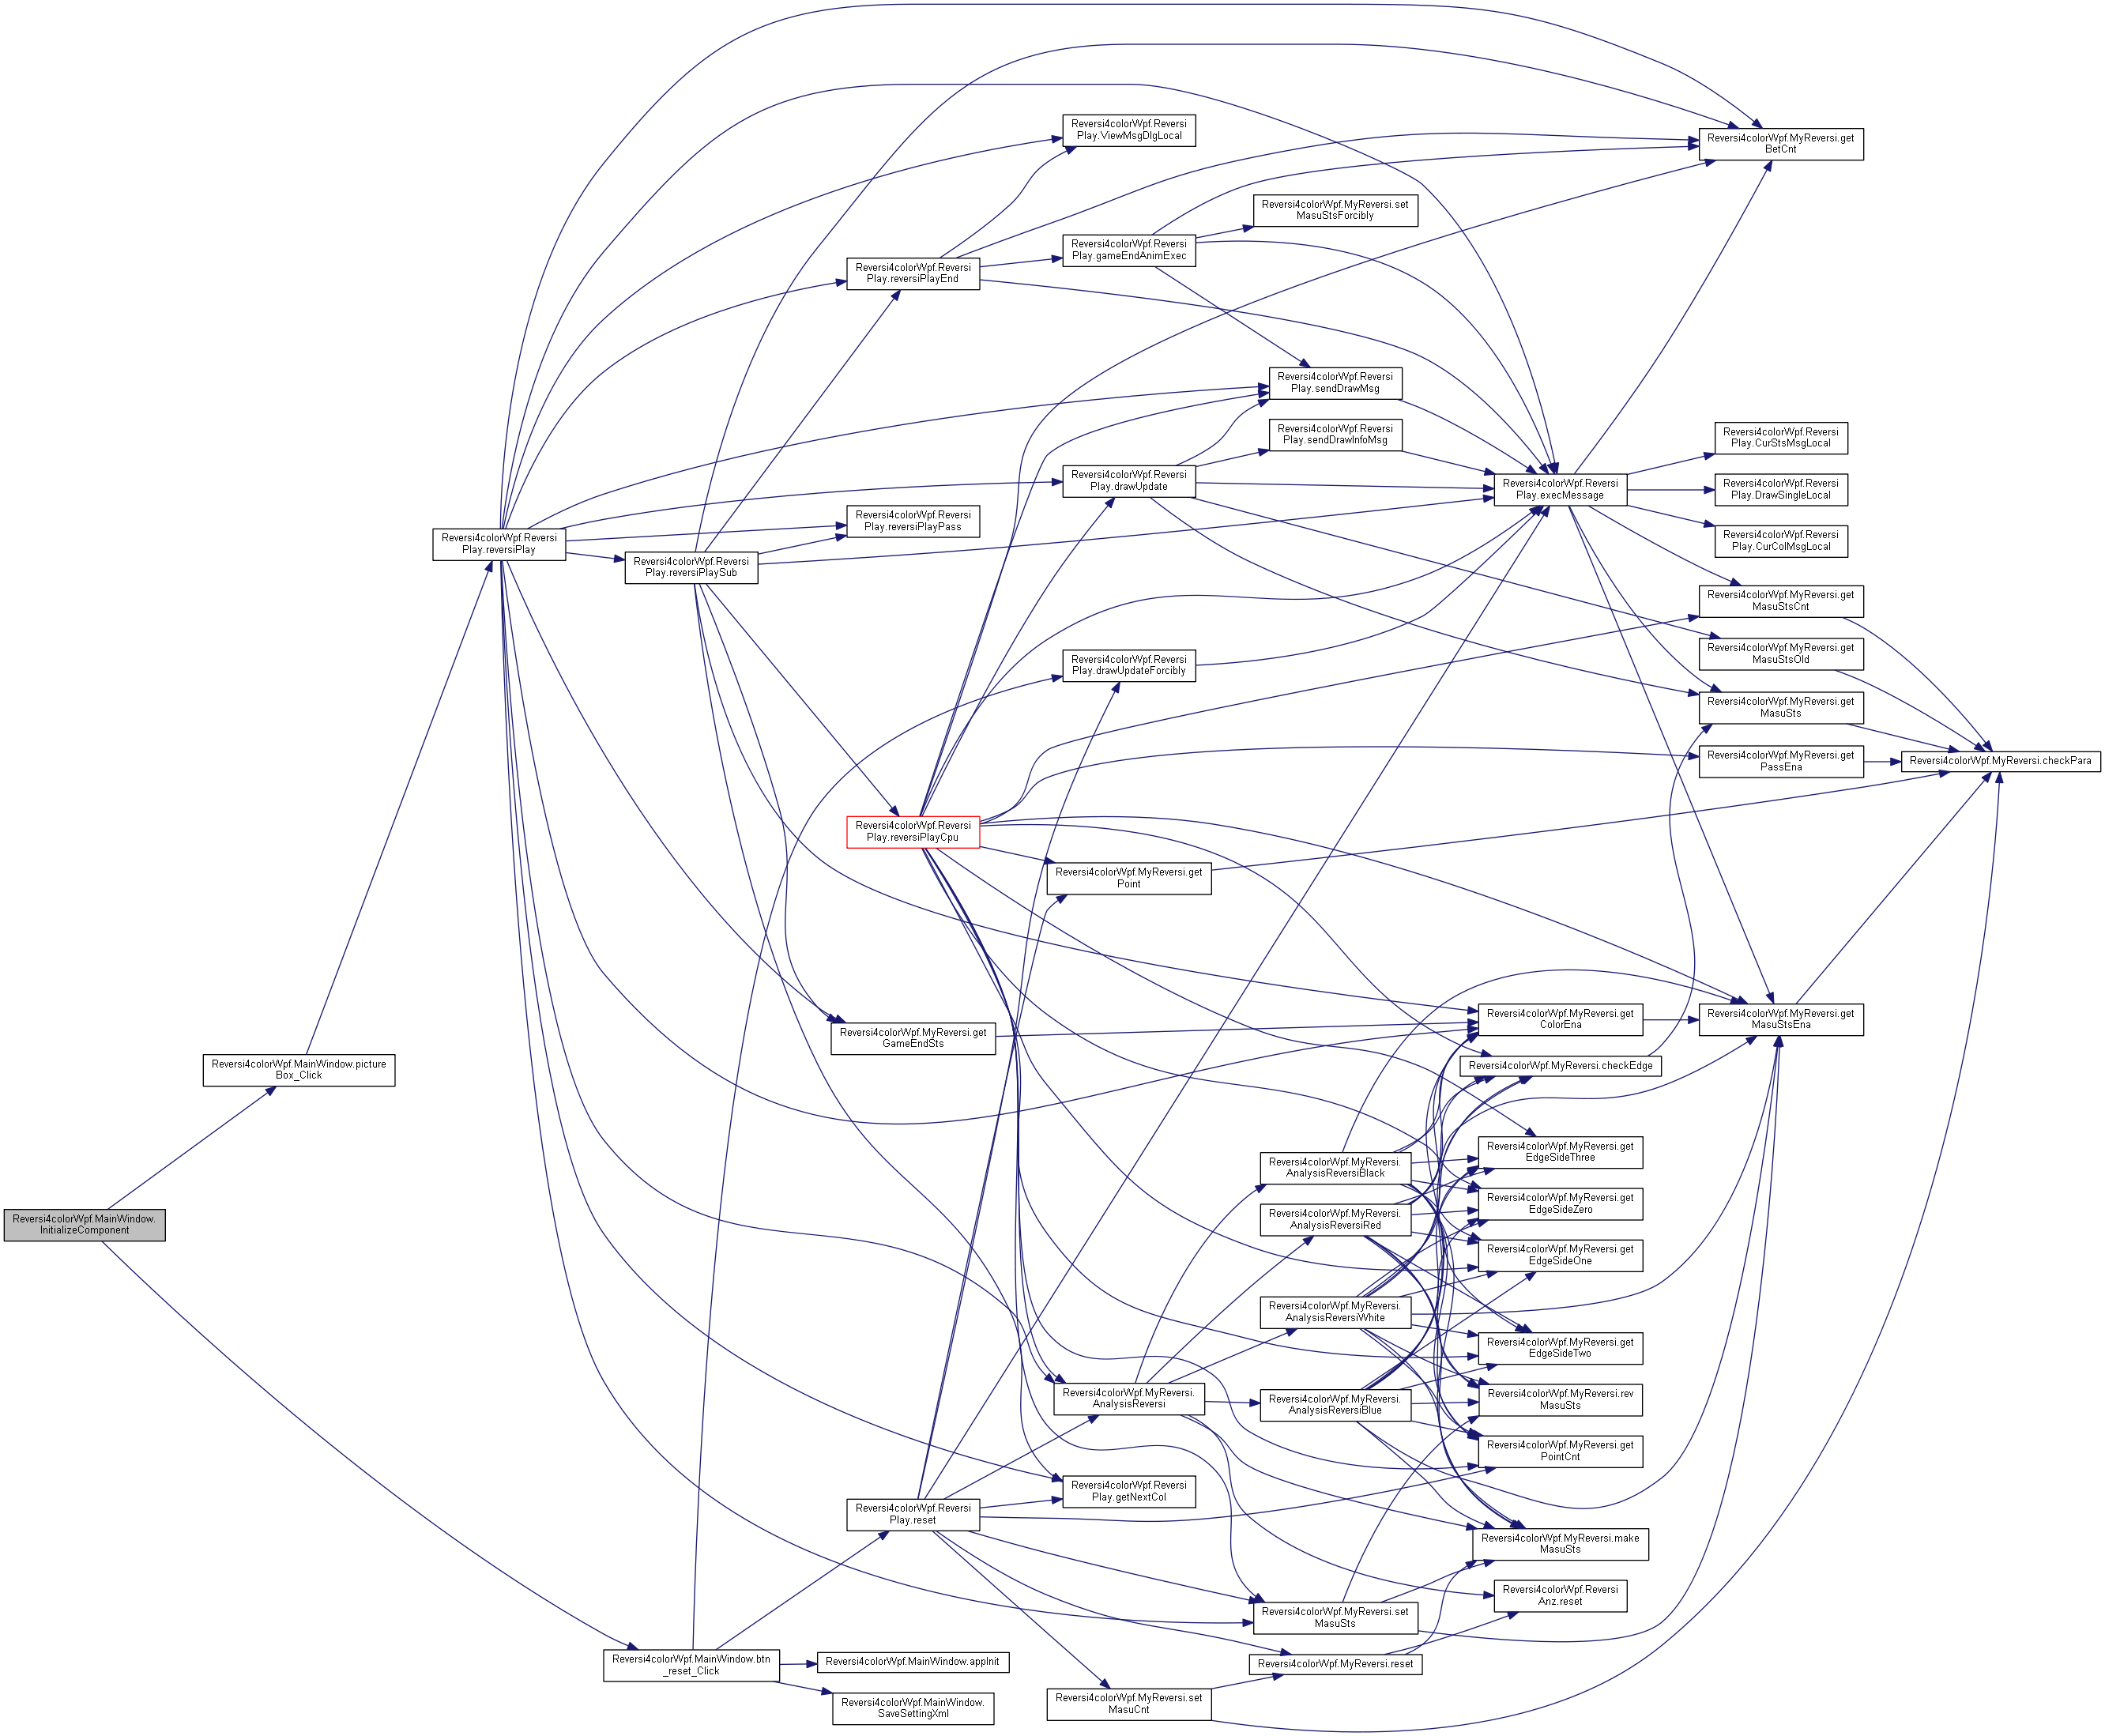 Reversi4colorWpf.MainWindow.
InitializeComponent
Reversi4colorWpf.MainWindow.picture
Box_Click
Reversi4colorWpf.MainWindow.btn
_reset_Click
Reversi4colorWpf.Reversi
Play.reversiPlay
Reversi4colorWpf.Reversi
Play.reversiPlaySub
Reversi4colorWpf.Reversi
Play.reversiPlayEnd
Reversi4colorWpf.Reversi
Play.reversiPlayPass
Reversi4colorWpf.Reversi
Play.reversiPlayCpu
Reversi4colorWpf.MyReversi.get
GameEndSts
Reversi4colorWpf.Reversi
Play.reset
Reversi4colorWpf.MainWindow.appInit
Reversi4colorWpf.MainWindow.
SaveSettingXml
Reversi4colorWpf.Reversi
Play.ViewMsgDlgLocal
Reversi4colorWpf.Reversi
Play.gameEndAnimExec
Reversi4colorWpf.Reversi
Play.drawUpdate
Reversi4colorWpf.Reversi
Play.drawUpdateForcibly
Reversi4colorWpf.MyReversi.get
Point
Reversi4colorWpf.MyReversi.
AnalysisReversi
Reversi4colorWpf.Reversi
Play.getNextCol
Reversi4colorWpf.MyReversi.set
MasuCnt
Reversi4colorWpf.MyReversi.set
MasuStsForcibly
Reversi4colorWpf.Reversi
Play.sendDrawMsg
Reversi4colorWpf.Reversi
Play.sendDrawInfoMsg
Reversi4colorWpf.MyReversi.
AnalysisReversiBlack
Reversi4colorWpf.MyReversi.
AnalysisReversiRed
Reversi4colorWpf.MyReversi.
AnalysisReversiWhite
Reversi4colorWpf.MyReversi.
AnalysisReversiBlue
Reversi4colorWpf.MyReversi.set
MasuSts
Reversi4colorWpf.MyReversi.reset
Reversi4colorWpf.Reversi
Play.execMessage
Reversi4colorWpf.MyReversi.get
ColorEna
Reversi4colorWpf.MyReversi.checkEdge
Reversi4colorWpf.MyReversi.get
EdgeSideThree
Reversi4colorWpf.MyReversi.get
EdgeSideZero
Reversi4colorWpf.MyReversi.get
EdgeSideOne
Reversi4colorWpf.MyReversi.get
EdgeSideTwo
Reversi4colorWpf.MyReversi.rev
MasuSts
Reversi4colorWpf.MyReversi.get
PointCnt
Reversi4colorWpf.MyReversi.make
MasuSts
Reversi4colorWpf.Reversi
Anz.reset
Reversi4colorWpf.MyReversi.get
BetCnt
Reversi4colorWpf.Reversi
Play.CurStsMsgLocal
Reversi4colorWpf.Reversi
Play.DrawSingleLocal
Reversi4colorWpf.Reversi
Play.CurColMsgLocal
Reversi4colorWpf.MyReversi.get
MasuStsCnt
Reversi4colorWpf.MyReversi.get
MasuStsOld
Reversi4colorWpf.MyReversi.get
MasuSts
Reversi4colorWpf.MyReversi.get
PassEna
Reversi4colorWpf.MyReversi.get
MasuStsEna
Reversi4colorWpf.MyReversi.checkPara